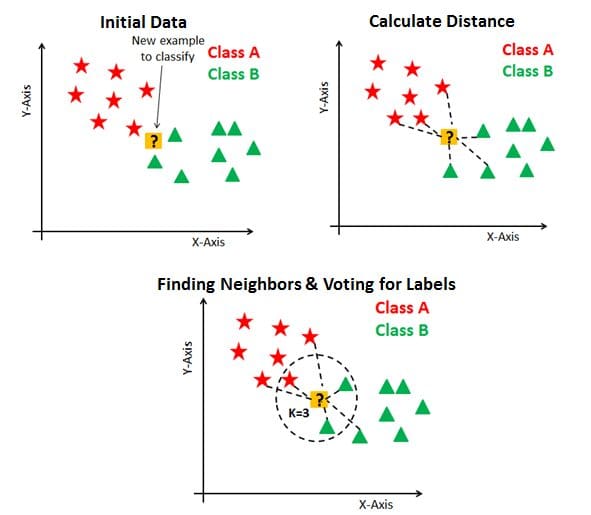 Initial Data
New example
to classify
Class A
Class B
Y-Axis
?
X-Axis
Calculate Distance
Class A
Class B
Y-Axis
?
X-Axis
Finding Neighbors & Voting for Labels
Class A
Class B
Y-Axis
?
K=3
X-Axis